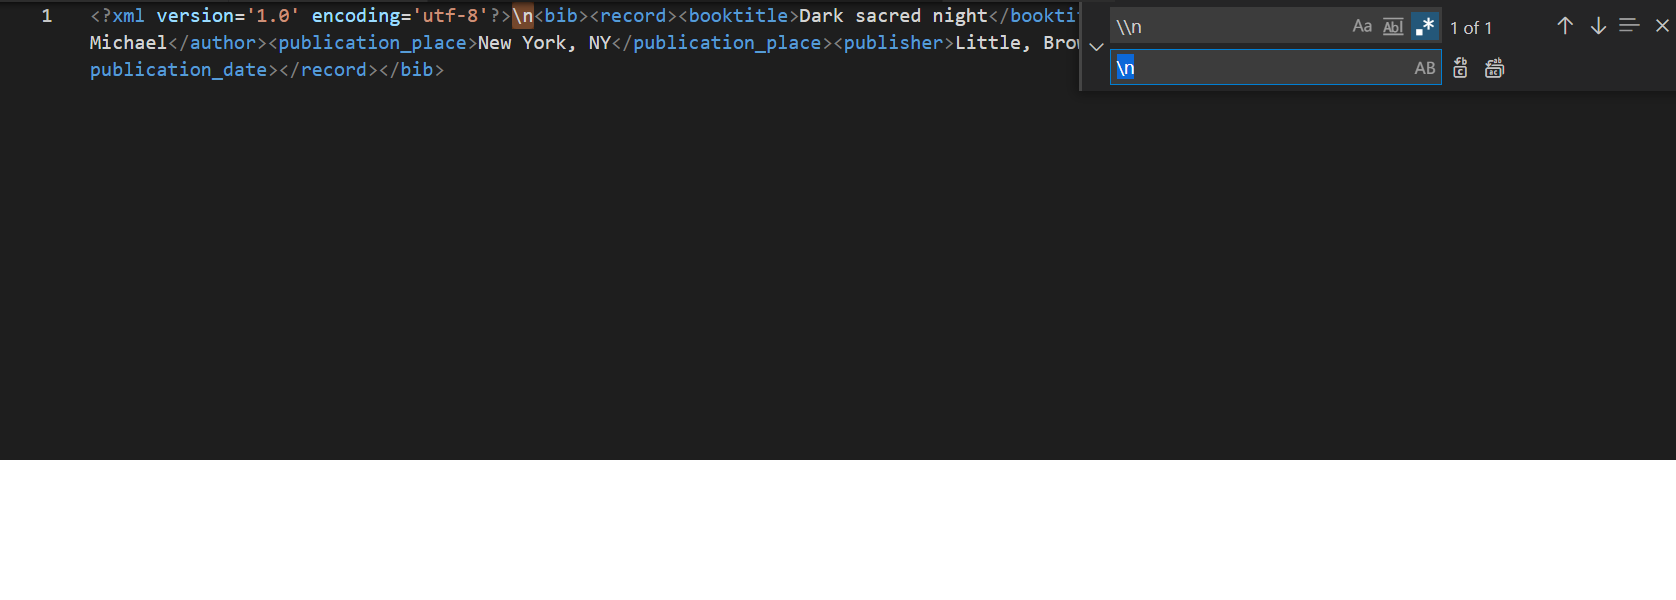 1 <?xml version='1.0' encoding='utf-8'?>\n<bib><record><booktitle>Dark sacred night</bookti
Michael</author><publication_place>New York, NY</publication_place><publisher>Little, Brow
publication_date></record></bib>
\\n Aa Abl .* 1 of 1
\n AB